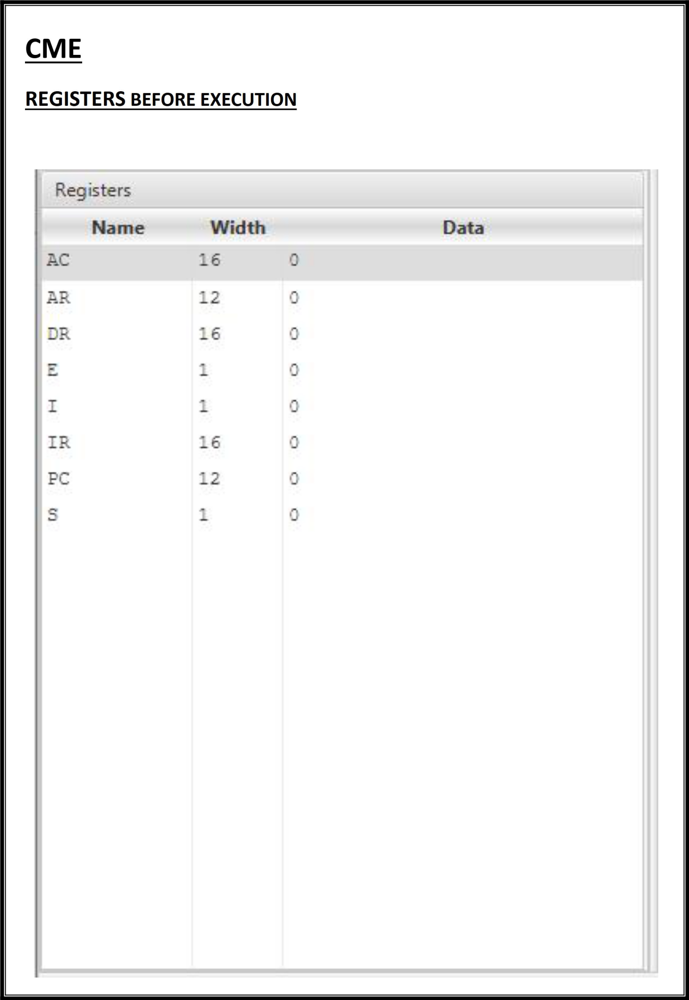 CME
REGISTERS BEFORE EXECUTION
Registers
Name Width Data
AC 16 0
AR 12 0
DR 16 0
E 1 0
I 1 0
IR 16 0
PC 12 0
S 1 0